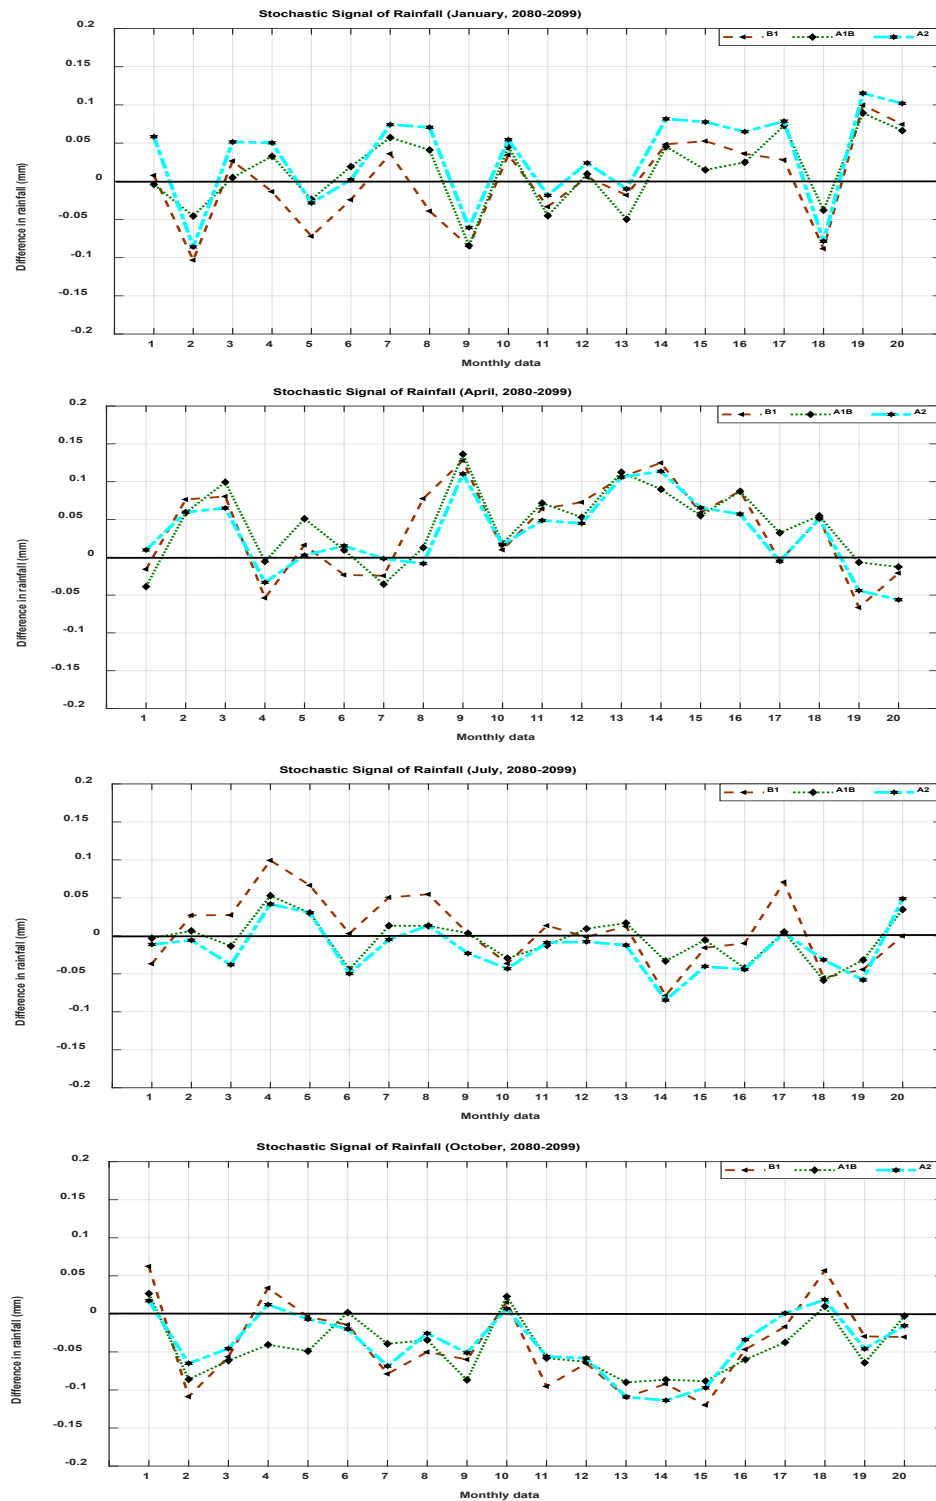 Stochastic Signal of Rainfall (January, 2080-2099)
B1 A1B A2
0.2
0.15
0.1
0.05
0
-0.05
-0.1
-0.15
-0.2
Difference in rainfall (mm)
1 2 3 4 5 6 7 8 9 10 11 12 13 14 15 16 17 18 19 20
Monthly data
Stochastic Signal of Rainfall (April, 2080-2099)
B1 A1B A2
0.2
0.15
0.1
0.05
0
-0.05
-0.1
-0.15
-0.2
Difference in rainfall (mm)
1 2 3 4 5 6 7 8 9 10 11 12 13 14 15 16 17 18 19 20
Monthly data
Stochastic Signal of Rainfall (July, 2080-2099)
B1 A1B A2
0.2
0.15
0.1
0.05
0
-0.05
-0.1
-0.15
-0.2
Difference in rainfall (mm)
1 2 3 4 5 6 7 8 9 10 11 12 13 14 15 16 17 18 19 20
Monthly data
Stochastic Signal of Rainfall (October, 2080-2099)
B1 A1B A2
0.2
0.15
0.1
0.05
0
-0.05
-0.1
-0.15
-0.2
Difference in rainfall (mm)
1 2 3 4 5 6 7 8 9 10 11 12 13 14 15 16 17 18 19 20
Monthly data